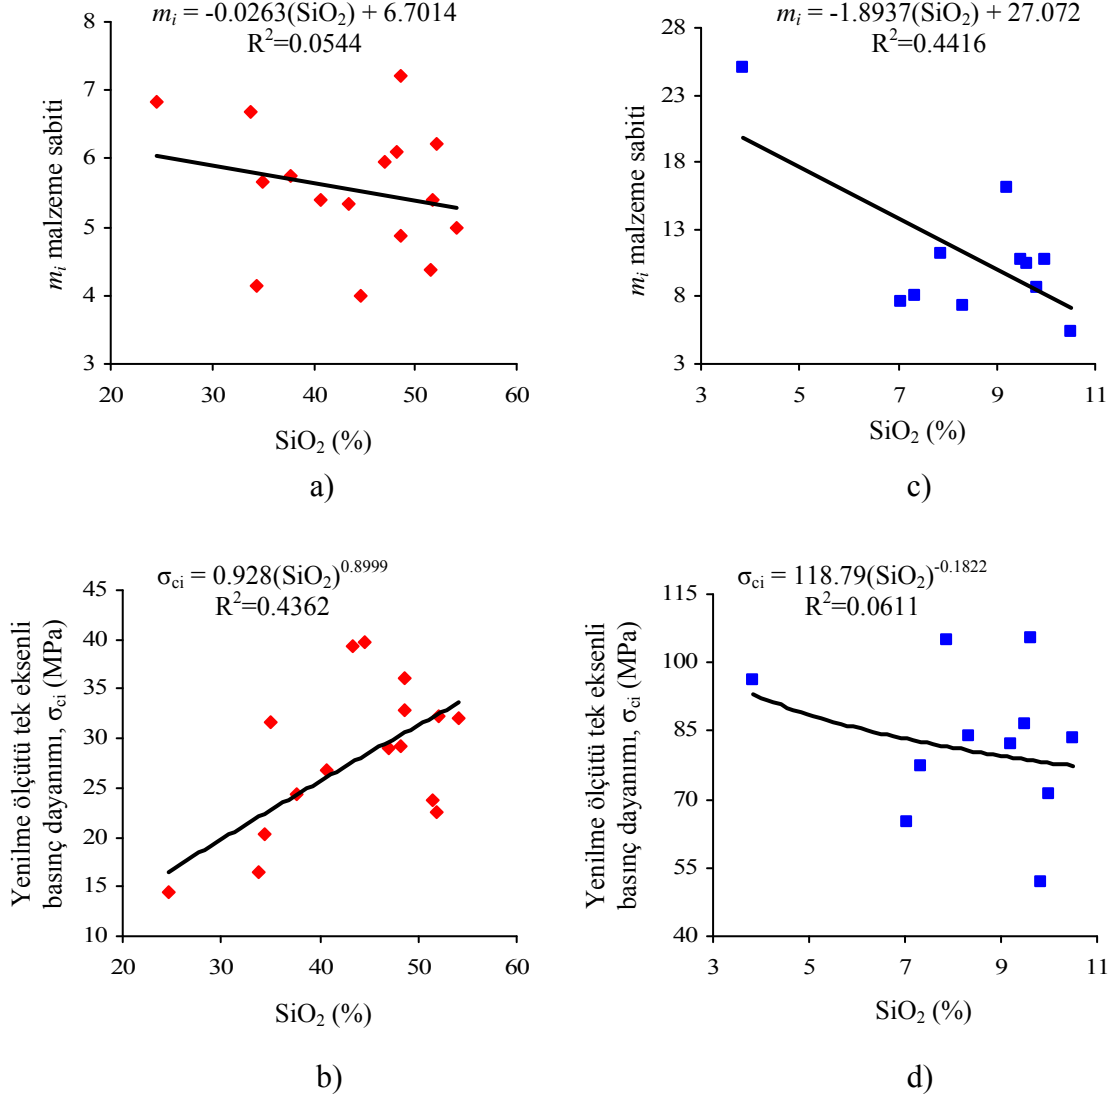 mᵢ = -0.0263(SiO₂) + 6.7014
R²=0.0544
8
7
6
5
4
3
mᵢ malzeme sabiti
20 30 40 50 60
SiO₂ (%)
a)
mᵢ = -1.8937(SiO₂) + 27.072
R²=0.4416
28
23
18
13
8
3
mᵢ malzeme sabiti
3 5 7 9 11
SiO₂ (%)
c)
σci = 0.928(SiO₂)^0.8999
R²=0.4362
45
40
35
30
25
20
15
10
Yenilme ölçütü tek eksenli
basınç dayanımı, σci (MPa)
20 40 40 50 60
SiO₂ (%)
b)
σci = 118.79(SiO₂)^-0.1822
R²=0.0611
115
100
85
70
55
40
Yenilme ölçütü tek eksenli
basınç dayanımı, σci (MPa)
3 5 7 9 11
SiO₂ (%)
d)